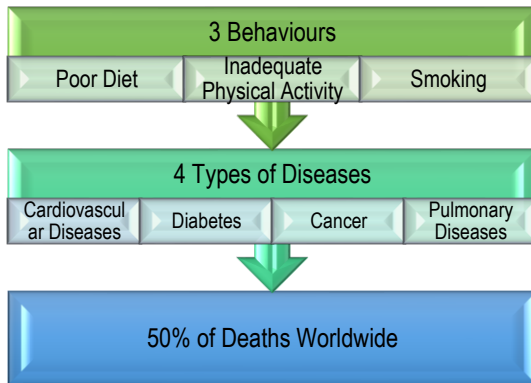 3 Behaviours
Poor Diet
Inadequate
Physical Activity
Smoking
4 Types of Diseases
Cardiovascul
ar Diseases
Diabetes
Cancer
Pulmonary
Diseases
50% of Deaths Worldwide